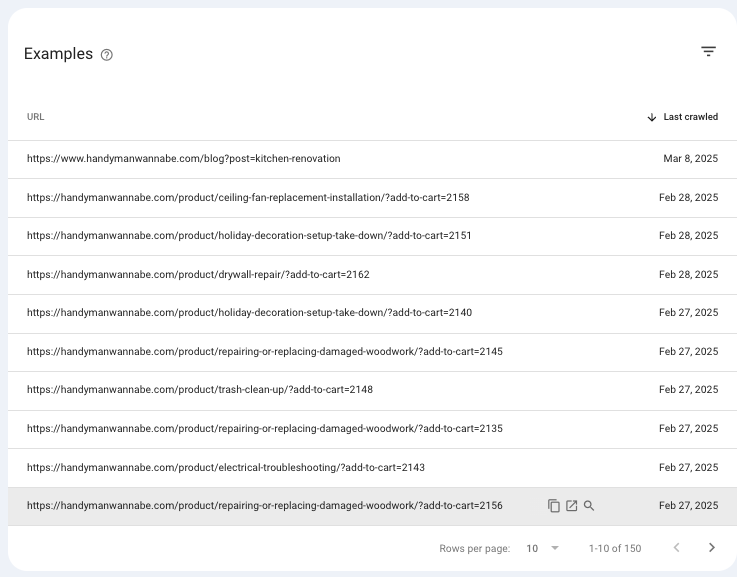 Examples
URL Last crawled
https://www.handymanwannabe.com/blog?post=kitchen-renovation Mar 8, 2025
https://handymanwannabe.com/product/ceiling-fan-replacement-installation/?add-to-cart=2158 Feb 28, 2025
https://handymanwannabe.com/product/holiday-decoration-setup-take-down/?add-to-cart=2151 Feb 28, 2025
https://handymanwannabe.com/product/drywall-repair/?add-to-cart=2162 Feb 28, 2025
https://handymanwannabe.com/product/holiday-decoration-setup-take-down/?add-to-cart=2140 Feb 27, 2025
https://handymanwannabe.com/product/repairing-or-replacing-damaged-woodwork/?add-to-cart=2145 Feb 27, 2025
https://handymanwannabe.com/product/trash-clean-up/?add-to-cart=2148 Feb 27, 2025
https://handymanwannabe.com/product/repairing-or-replacing-damaged-woodwork/?add-to-cart=2135 Feb 27, 2025
https://handymanwannabe.com/product/electrical-troubleshooting/?add-to-cart=2143 Feb 27, 2025
https://handymanwannabe.com/product/repairing-or-replacing-damaged-woodwork/?add-to-cart=2156 Feb 27, 2025
Rows per page: 10 1-10 of 150